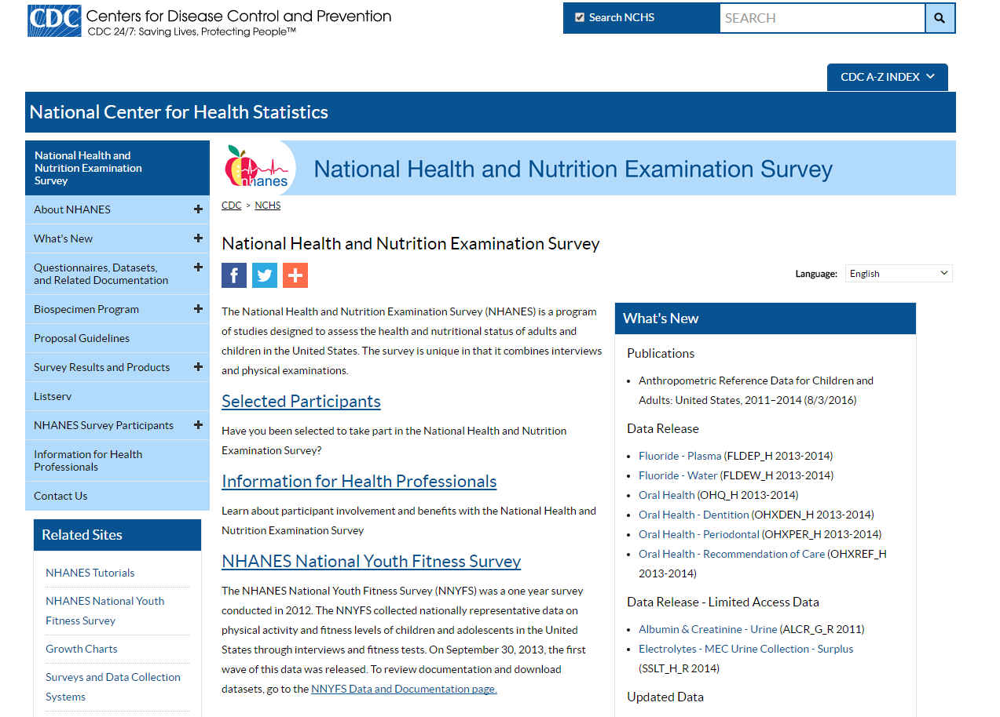 CDC
Centers for Disease Control and Prevention
CDC 24/7: Saving Lives, Protecting People™
Search NCHS
SEARCH
CDC A-Z INDEX
National Center for Health Statistics
National Health and
Nutrition Examination
Survey
About NHANES
What's New
Questionnaires, Datasets,
and Related Documentation
Biospecimen Program
Proposal Guidelines
Survey Results and Products
Listserv
NHANES Survey Participants
Information for Health
Professionals
Contact Us
Related Sites
NHANES Tutorials
NHANES National Youth
Fitness Survey
Growth Charts
Surveys and Data Collection
Systems
nhanes
National Health and Nutrition Examination Survey
CDC > NCHS
National Health and Nutrition Examination Survey
Language: English
The National Health and Nutrition Examination Survey (NHANES) is a program
of studies designed to assess the health and nutritional status of adults and
children in the United States. The survey is unique in that it combines interviews
and physical examinations.
Selected Participants
Have you been selected to take part in the National Health and Nutrition
Examination Survey?
Information for Health Professionals
Learn about participant involvement and benefits with the National Health and
Nutrition Examination Survey
NHANES National Youth Fitness Survey
The NHANES National Youth Fitness Survey (NNYFS) was a one year survey
conducted in 2012. The NNYFS collected nationally representative data on
physical activity and fitness levels of children and adolescents in the United
States through interviews and fitness tests. On September 30, 2013, the first
wave of this data was released. To review documentation and download
datasets, go to the NNYFS Data and Documentation page.
What's New
Publications
• Anthropometric Reference Data for Children and
Adults: United States, 2011–2014 (8/3/2016)
Data Release
• Fluoride - Plasma (FLDEP_H 2013-2014)
• Fluoride - Water (FLDEW_H 2013-2014)
• Oral Health (OHQ_H 2013-2014)
• Oral Health - Dentition (OHXDEN_H 2013-2014)
• Oral Health - Periodontal (OHXPER_H 2013-2014)
• Oral Health - Recommendation of Care (OHXREF_H
2013-2014)
Data Release - Limited Access Data
• Albumin & Creatinine - Urine (ALCR_G_R 2011)
• Electrolytes - MEC Urine Collection - Surplus
(SSLT_H_R 2014)
Updated Data